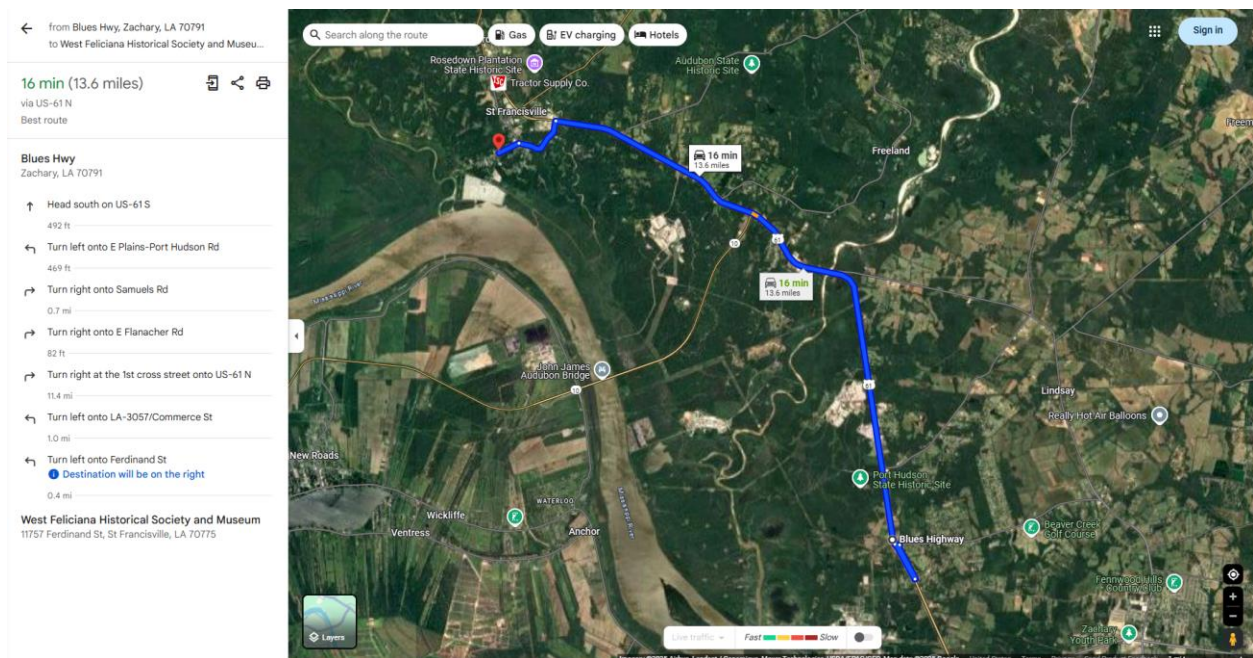 from Blues Hwy, Zachary, LA 70791
to West Feliciana Historical Society and Museu...
16 min (13.6 miles)
via US-61 N
Best route
Blues Hwy
Zachary, LA 70791
Head south on US-61 S
492 ft
Turn left onto E Plains-Port Hudson Rd
469 ft
Turn right onto Samuels Rd
0.7 mi
Turn right onto E Flanacher Rd
82 ft
Turn right at the 1st cross street onto US-61 N
11.4 mi
Turn left onto LA-3057/Commerce St
1.0 mi
Turn left onto Ferdinand St
Destination will be on the right
0.4 mi
West Feliciana Historical Society and Museum
11757 Ferdinand St, St Francisville, LA 70775
Search along the route
Gas
EV charging
Hotels
Sign in
Rosedown Plantation
State Historic Site
Audubon State
Historic Site
Tractor Supply Co.
St Francisville
Freeland
16 min
13.6 miles
10
61
16 min
13.6 miles
Mississippi River
John James
Audubon Bridge
10
61
Lindsay
Really Hot Air Balloons
New Roads
Port Hudson
State Historic Site
WATERLOO
Wickliffe
Ventress
Anchor
Mississippi River
Blues Highway
Beaver Creek
Golf Course
Fennwood Hills
Country Club
Zachary
Youth Park
Layers
Live traffic
Fast
Slow